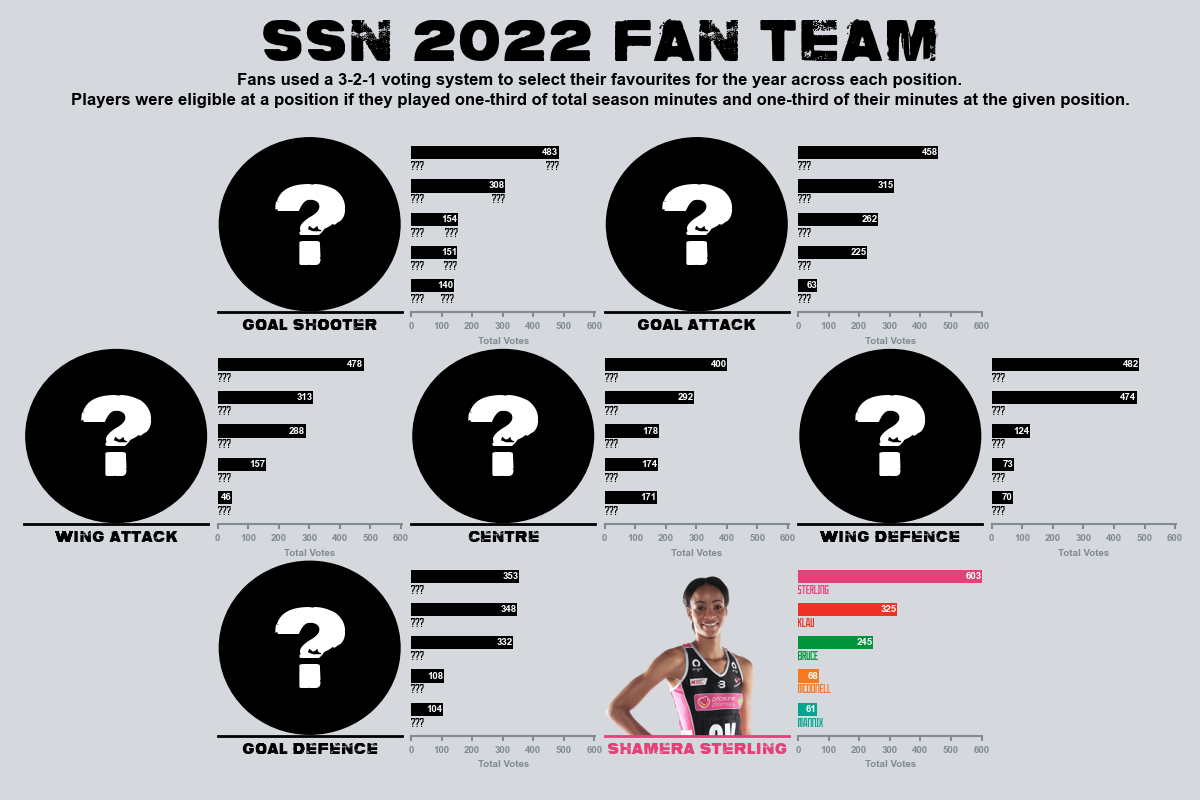 SSN 2022 FAN TEAM
Fans used a 3-2-1 voting system to select their favourites for the year across each position.
Players were eligible at a position if they played one-third of total season minutes and one-third of their minutes at the given position.
?
483
??? ???
308
??? ???
154
??? ???
151
??? ???
140
??? ???
0 100 200 300 400 500 600
Total Votes
GOAL SHOOTER
?
458
???
315
???
262
???
225
???
63
???
0 100 200 300 400 500 600
Total Votes
GOAL ATTACK
?
478
???
313
???
288
???
157
???
46
???
0 100 200 300 400 500 600
Total Votes
WING ATTACK
?
400
???
292
???
178
???
174
???
171
???
0 100 200 300 400 500 600
Total Votes
CENTRE
?
482
???
474
???
124
???
73
???
70
???
0 100 200 300 400 500 600
Total Votes
WING DEFENCE
?
353
???
348
???
332
???
108
???
104
???
0 100 200 300 400 500 600
Total Votes
GOAL DEFENCE
603
STERLING
325
KLAU
245
BRUCE
68
MCDONELL
61
MANNIX
0 100 200 300 400 500 600
Total Votes
SHAMERA STERLING